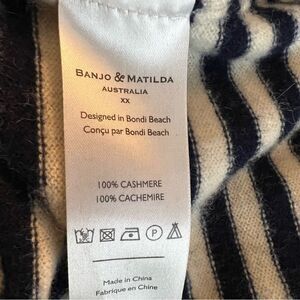 BANJO & MATILDA
AUSTRALIA
XX
Designed in Bondi Beach
Conçu par Bondi Beach
100% CASHMERE
100% CACHEMIRE
P
Made in China
Fabriqué en Chine